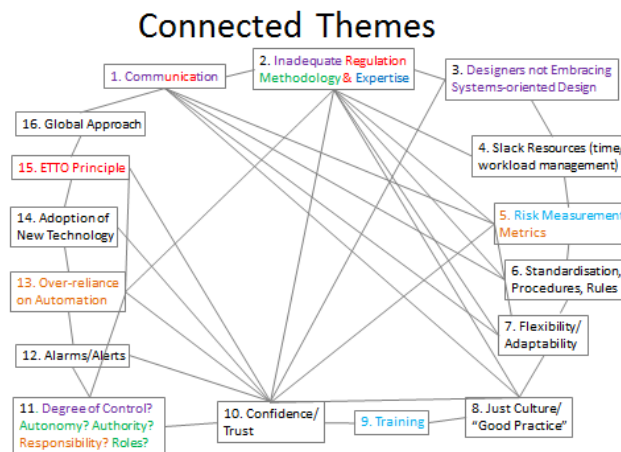 Connected Themes
1. Communication
2. Inadequate Regulation
Methodology & Expertise
3. Designers not Embracing
Systems-oriented Design
16. Global Approach
4. Slack Resources (time,
workload management)
15. ETTO Principle
14. Adoption of
New Technology
5. Risk Measurement
Metrics
13. Over-reliance
on Automation
6. Standardisation,
Procedures, Rules
7. Flexibility/
Adaptability
12. Alarms/Alerts
11. Degree of Control?
Autonomy? Authority?
Responsibility? Roles?
10. Confidence/
Trust
9. Training
8. Just Culture/
“Good Practice”